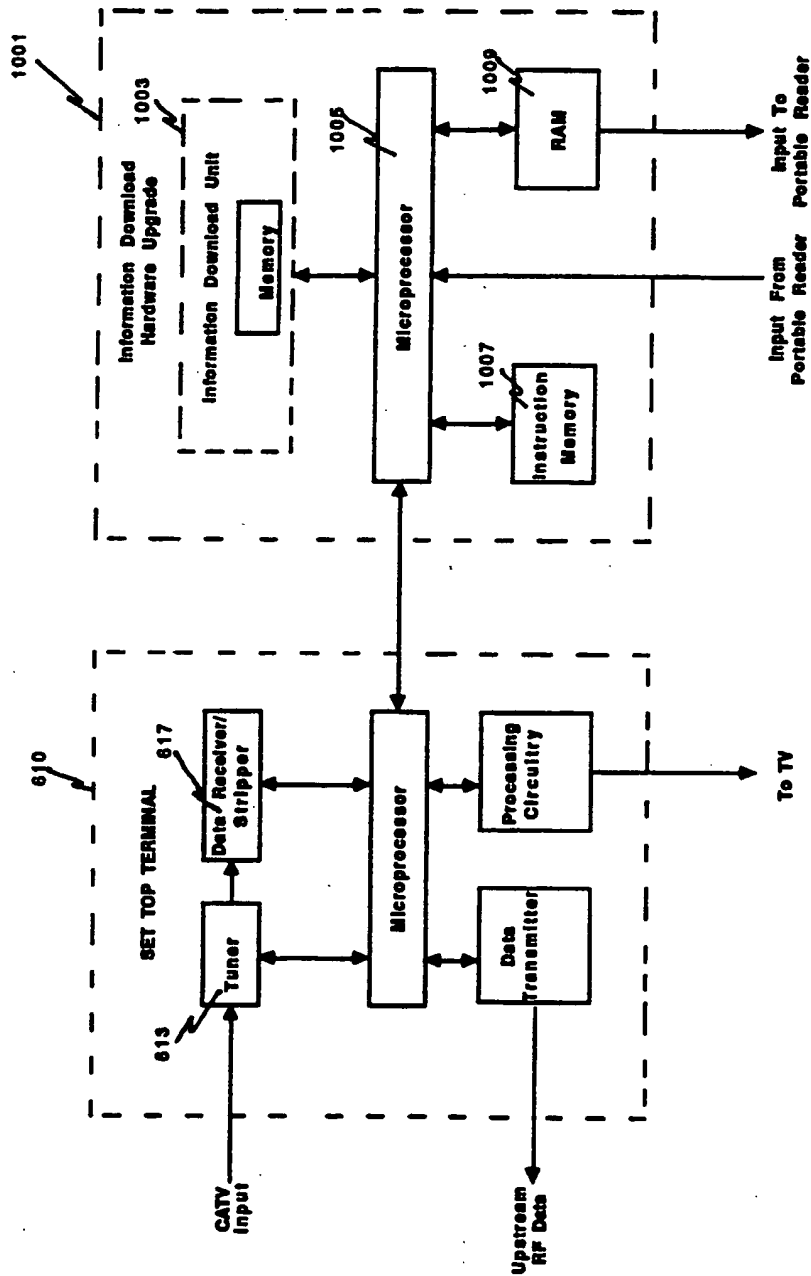 610
SET TOP TERMINAL
613
617
CATV
Input
Tuner
Data Receiver/
Stripper
Microprocessor
Data
Transmitter
Processing
Circuitry
Upstream
RF Data
To TV
1001
Information Download
Hardware Upgrade
1003
Information Download Unit
Memory
1005
Microprocessor
1007
Instruction
Memory
1009
RAM
Input From
Portable Reader
Input To
Portable Reader